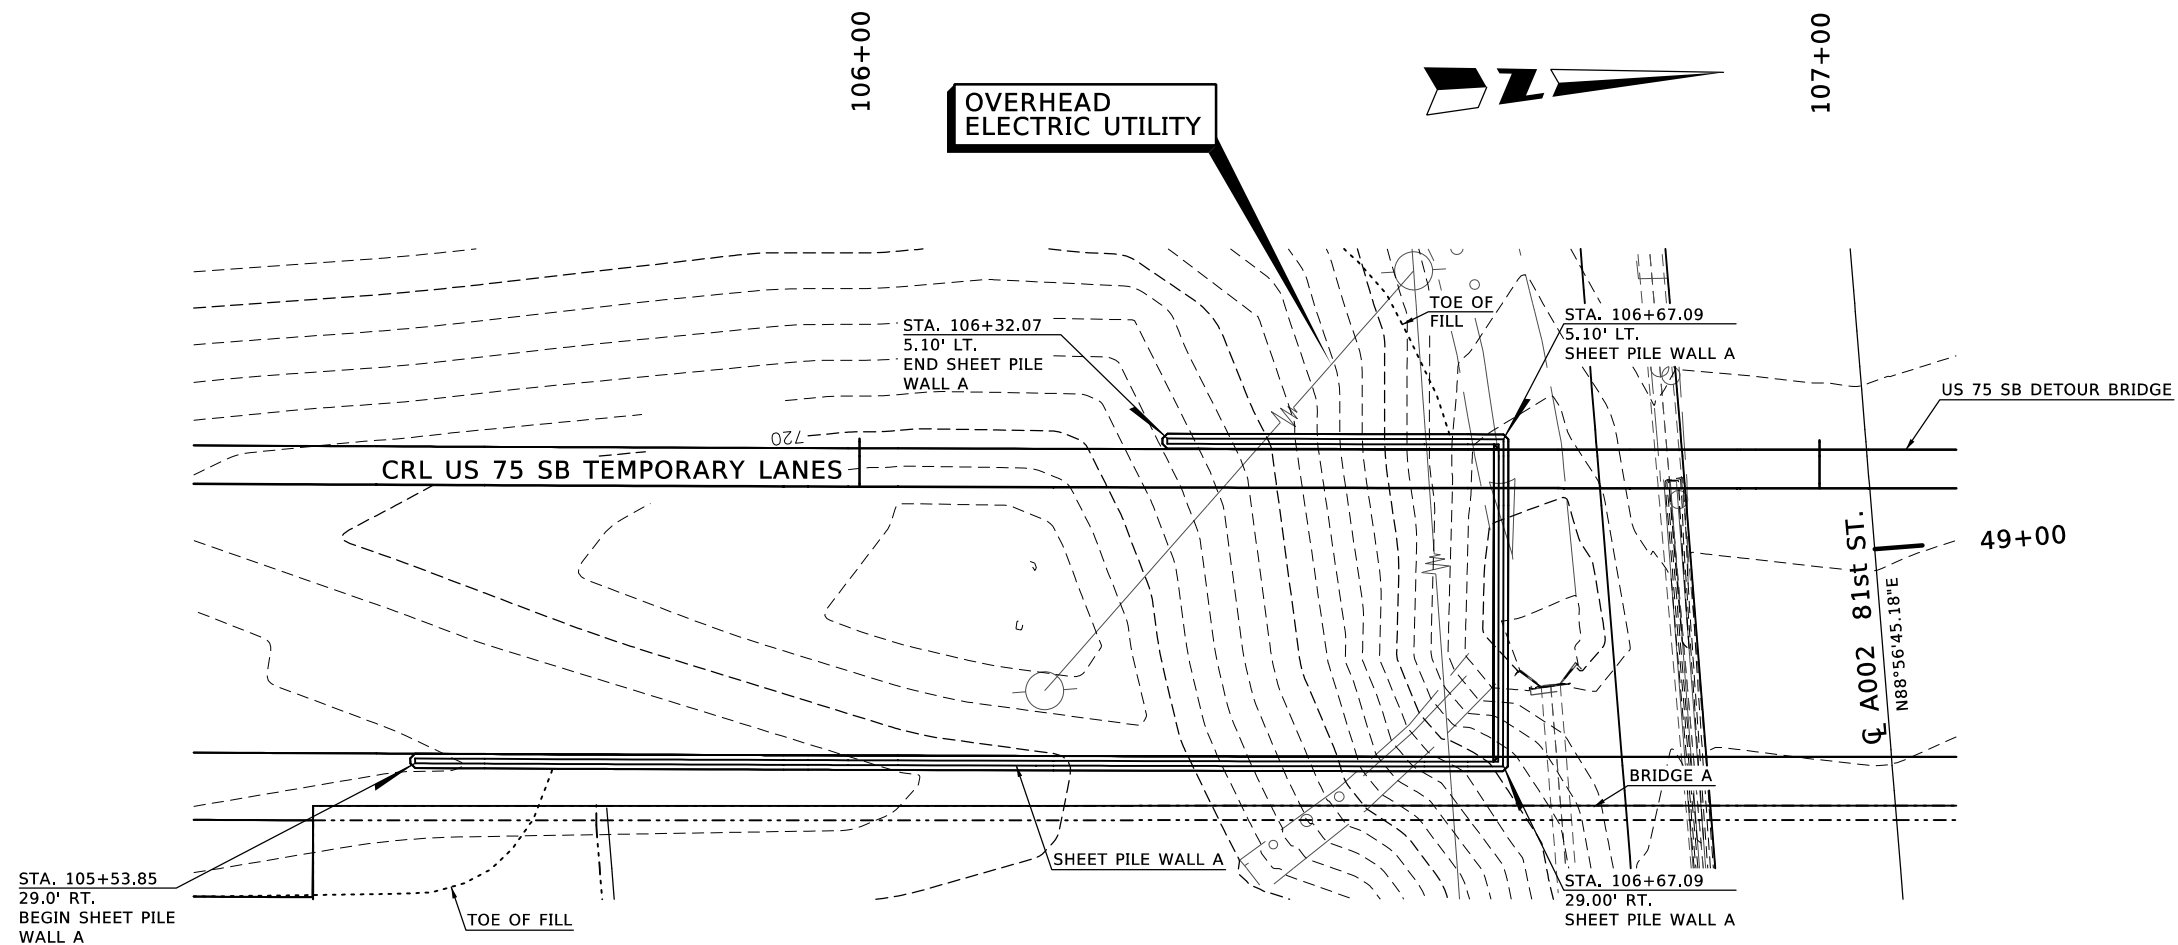 106+00
107+00
OVERHEAD
ELECTRIC UTILITY
N
TOE OF
FILL
STA. 106+32.07
5.10' LT.
END SHEET PILE
WALL A
STA. 106+67.09
5.10' LT.
SHEET PILE WALL A
US 75 SB DETOUR BRIDGE
720
CRL US 75 SB TEMPORARY LANES
49+00
℄ A002 81st ST.
N88°56'45.18"E
BRIDGE A
SHEET PILE WALL A
STA. 105+53.85
29.0' RT.
BEGIN SHEET PILE
WALL A
TOE OF FILL
STA. 106+67.09
29.00' RT.
SHEET PILE WALL A